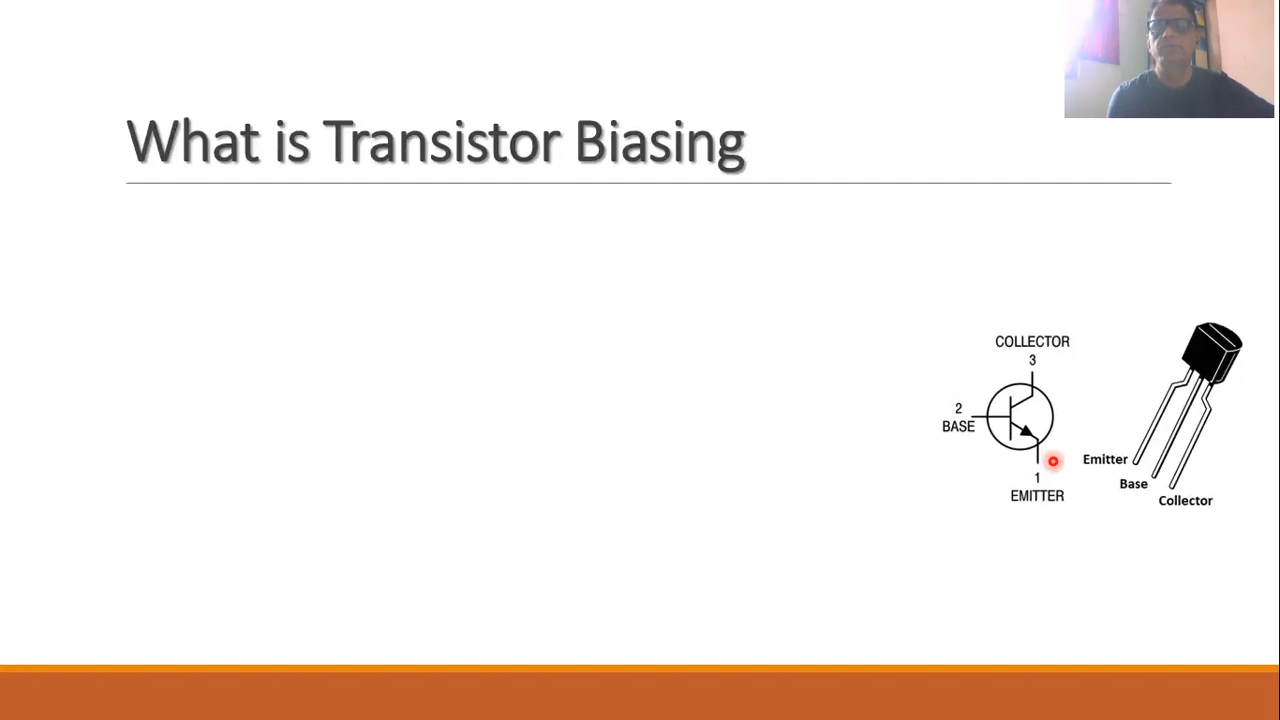 What is Transistor Biasing
COLLECTOR
3
2
BASE
1
EMITTER
Emitter
Base
Collector